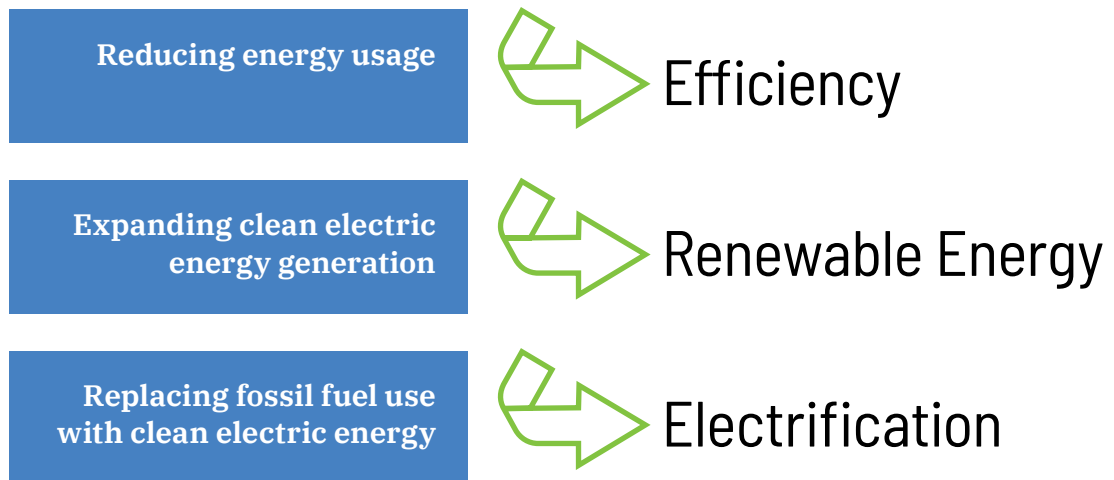 Reducing energy usage
Efficiency
Expanding clean electric
energy generation
Renewable Energy
Replacing fossil fuel use
with clean electric energy
Electrification